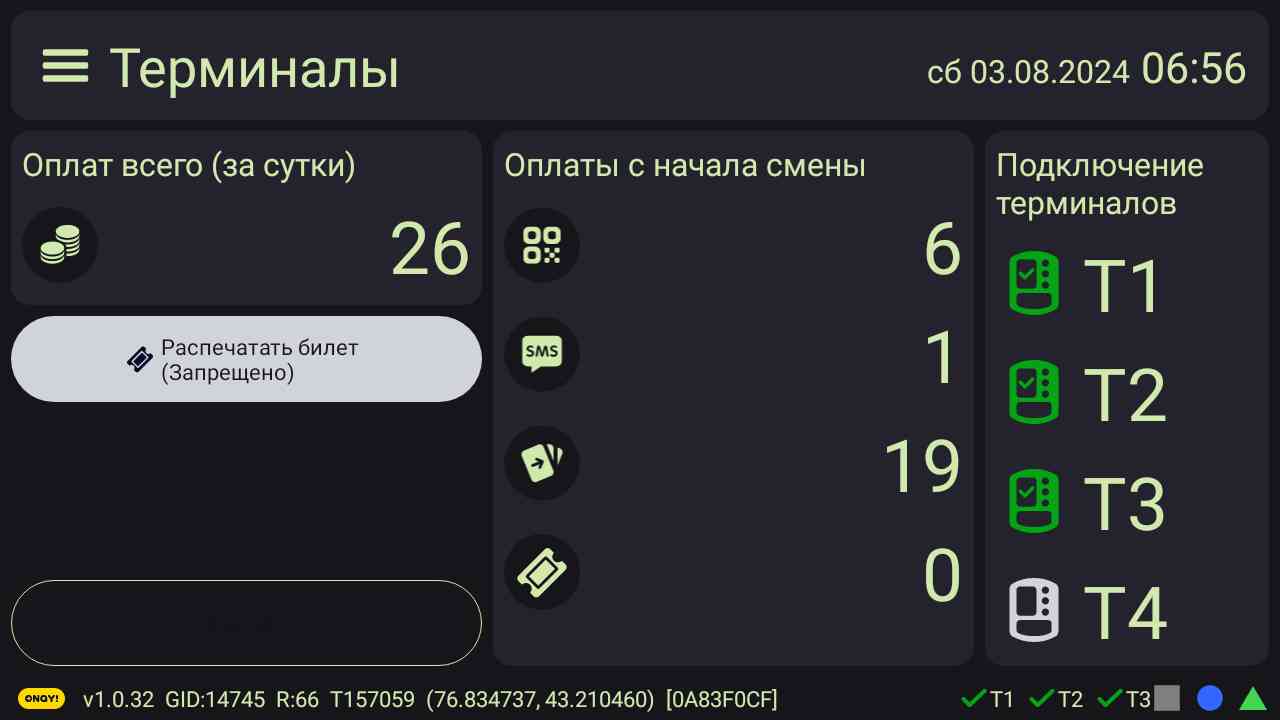 Терминалы
сб 03.08.2024 06:56
Оплат всего (за сутки)
26
Распечатать билет
(Запрещено)
Оплаты с начала смены
6
SMS
1
19
0
Подключение
терминалов
T1
T2
T3
T4
ONAY! v1.0.32 GID:14745 R:66 T157059 (76.834737, 43.210460) [0A83F0CF] T1 T2 T3